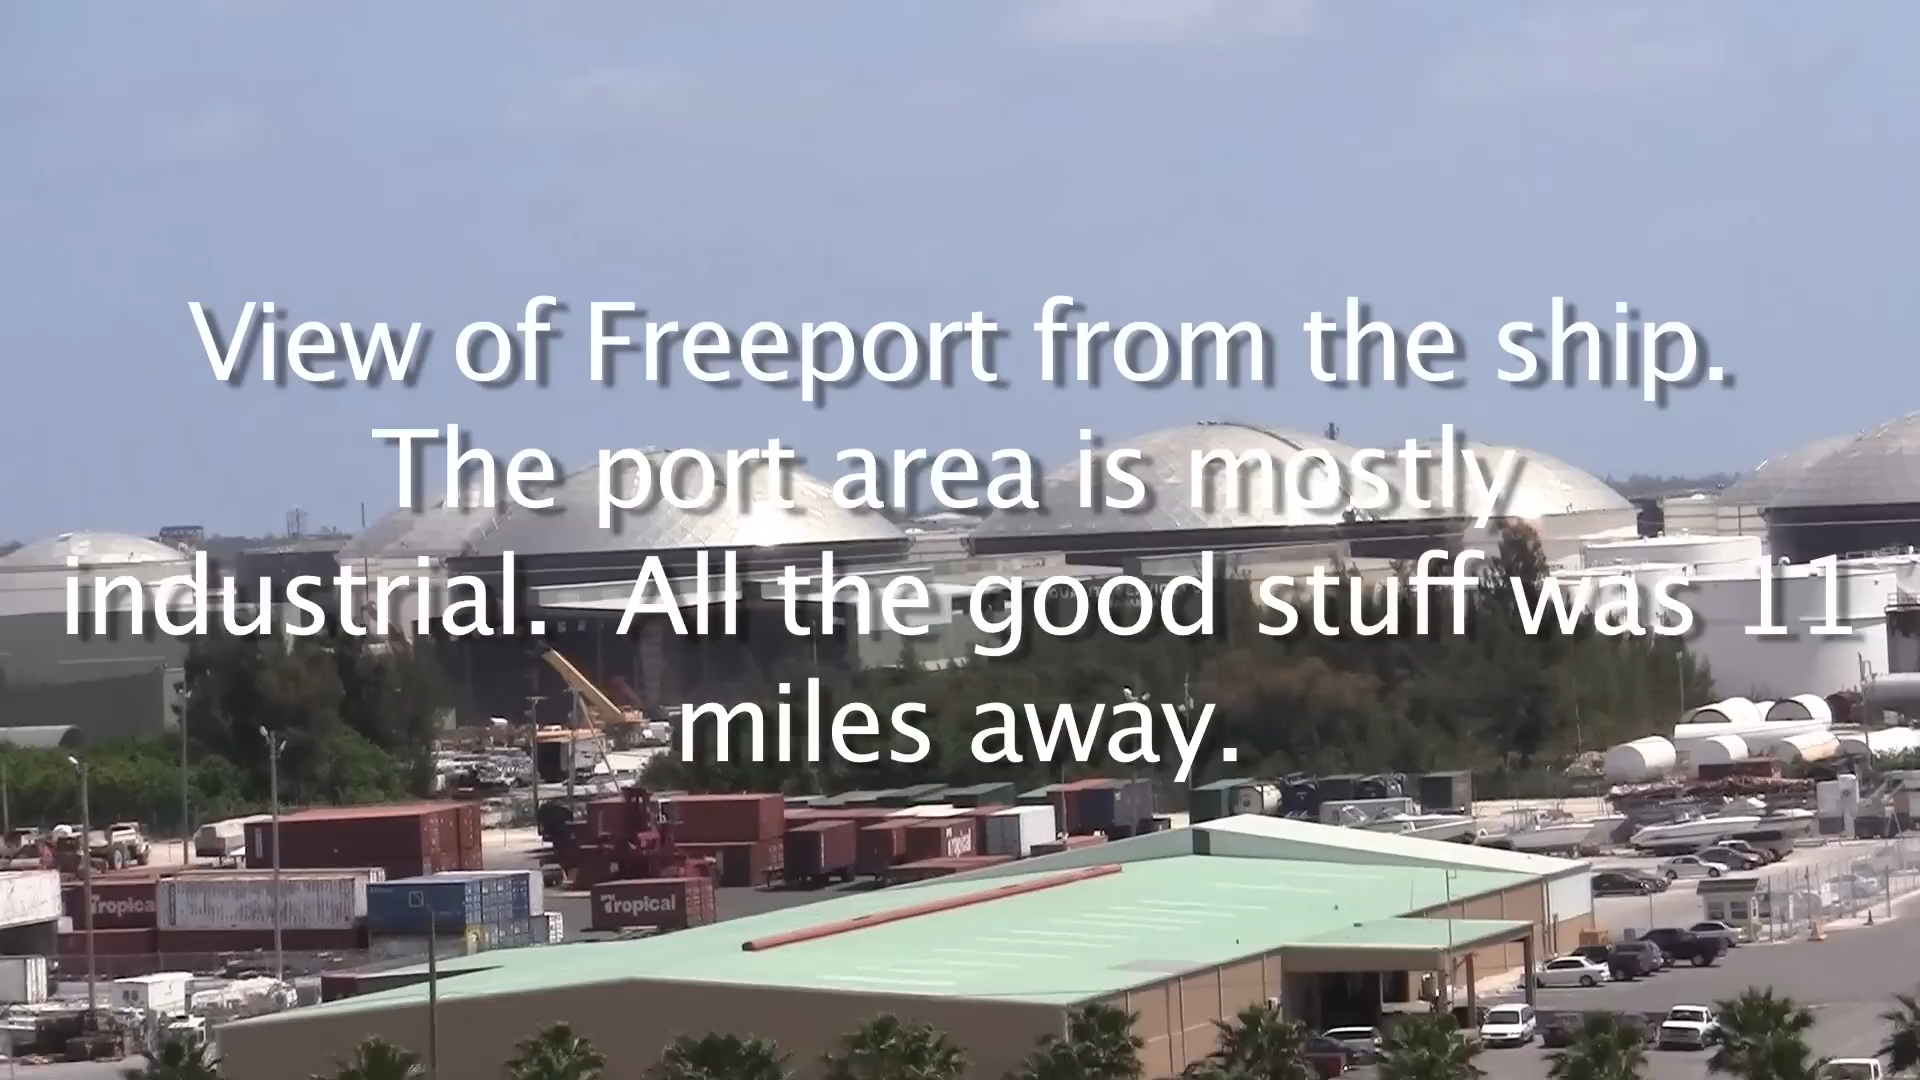 View of Freeport from the ship.
The port area is mostly
industrial.  All the good stuff was 11
miles away.
Tropical
Tropical
Tropical